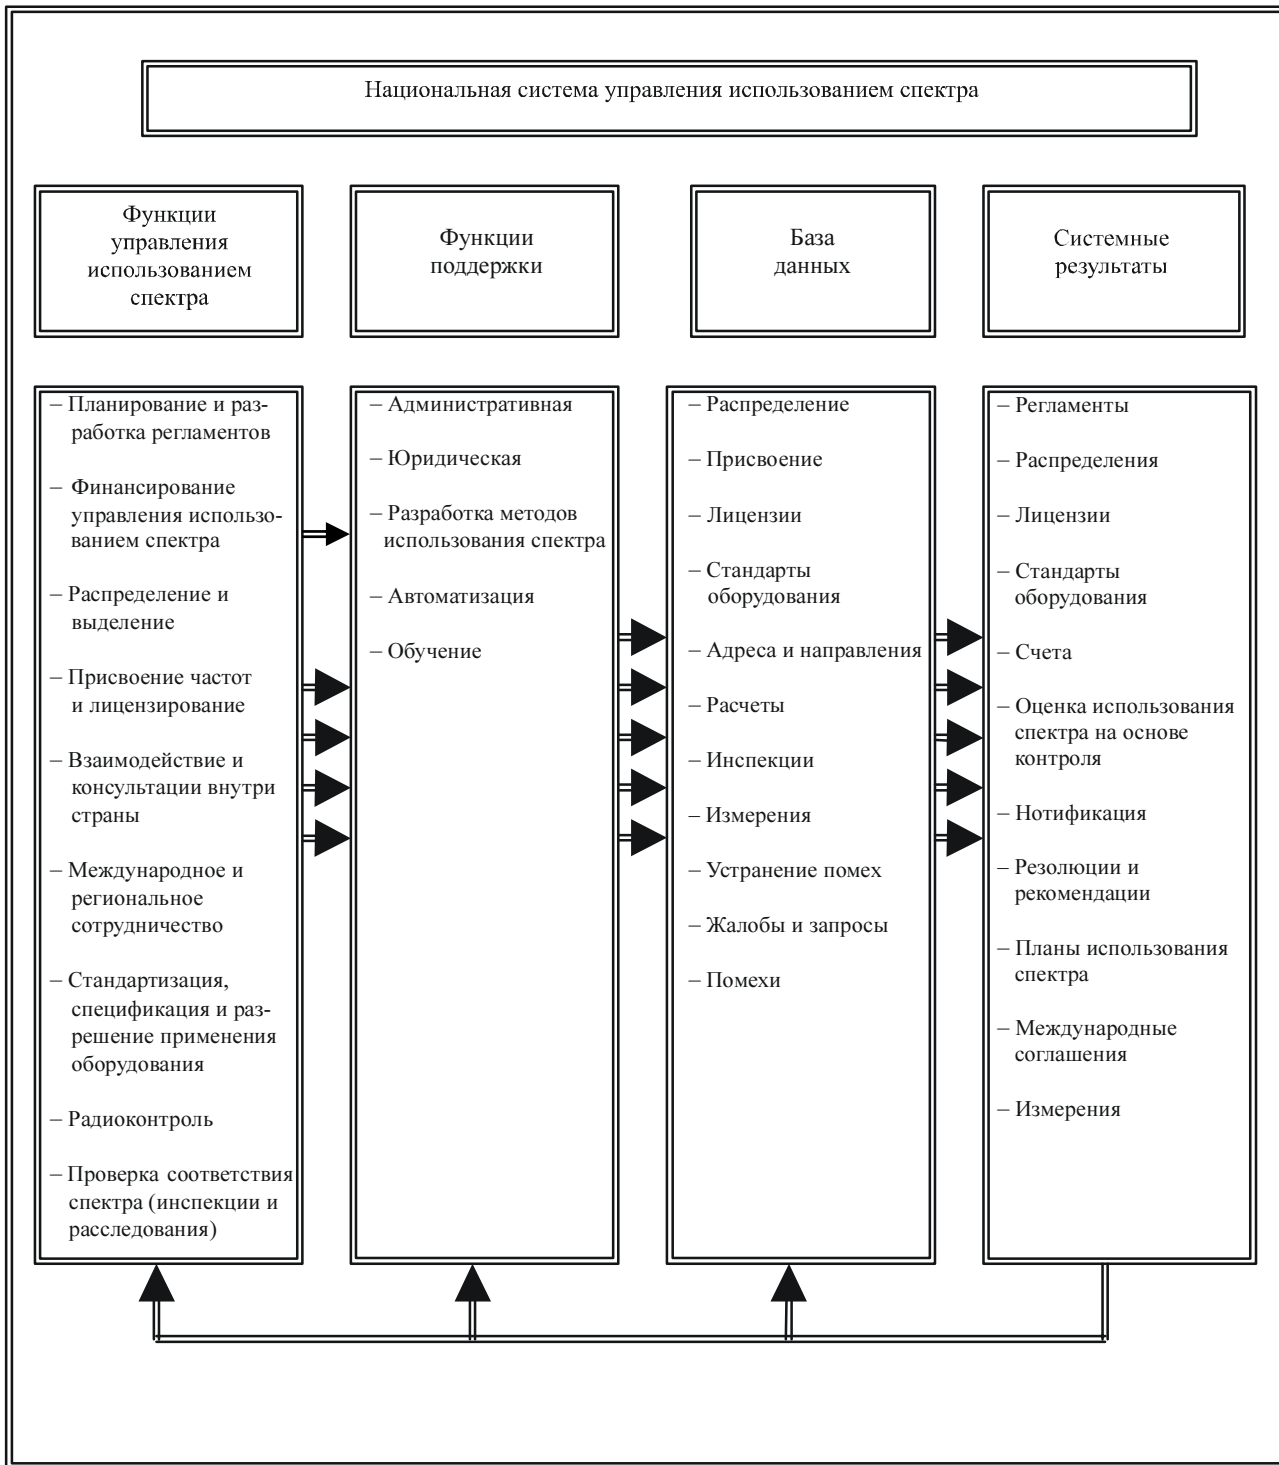 Национальная система управления использованием спектра
Функции
управления
использованием
спектра
Функции
поддержки
База
данных
Системные
результаты
– Планирование и раз-
работка регламентов
– Финансирование
управления использо-
ванием спектра
– Распределение и
выделение
– Присвоение частот
и лицензирование
– Взаимодействие и
консультации внутри
страны
– Международное и
региональное
сотрудничество
– Стандартизация,
спецификация и раз-
решение применения
оборудования
– Радиоконтроль
– Проверка соответствия
спектра (инспекции и
расследования)
– Административная
– Юридическая
– Разработка методов
использования спектра
– Автоматизация
– Обучение
– Распределение
– Присвоение
– Лицензии
– Стандарты
оборудования
– Адреса и направления
– Расчеты
– Инспекции
– Измерения
– Устранение помех
– Жалобы и запросы
– Помехи
– Регламенты
– Распределения
– Лицензии
– Стандарты
оборудования
– Счета
– Оценка использования
спектра на основе
контроля
– Нотификация
– Резолюции и
рекомендации
– Планы использования
спектра
– Международные
соглашения
– Измерения